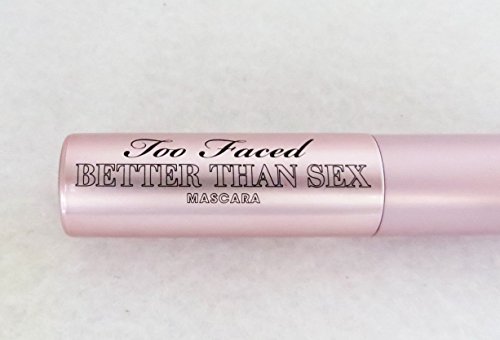 Too Faced
BETTER THAN SEX
MASCARA